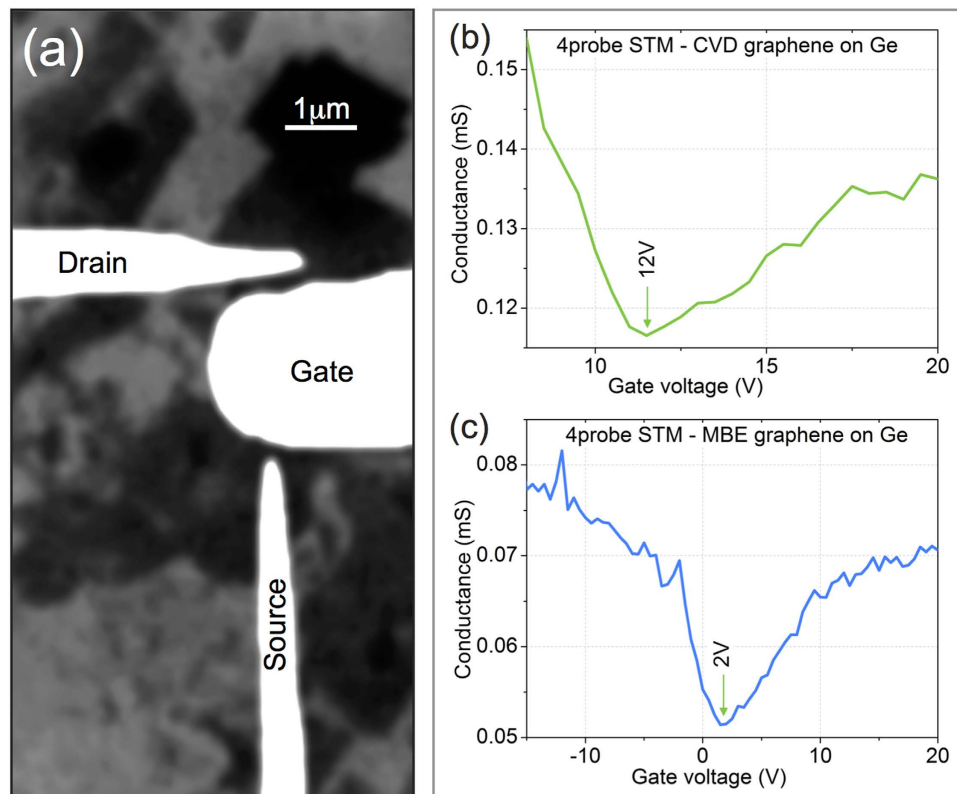 (a)
1μm
Drain
Gate
Source
(b)
4probe STM - CVD graphene on Ge
0.15
0.14
0.13
0.12
Conductance (mS)
12V
10
15
20
Gate voltage (V)
(c)
4probe STM - MBE graphene on Ge
0.08
0.07
0.06
0.05
Conductance (mS)
2V
-10
0
10
20
Gate voltage (V)